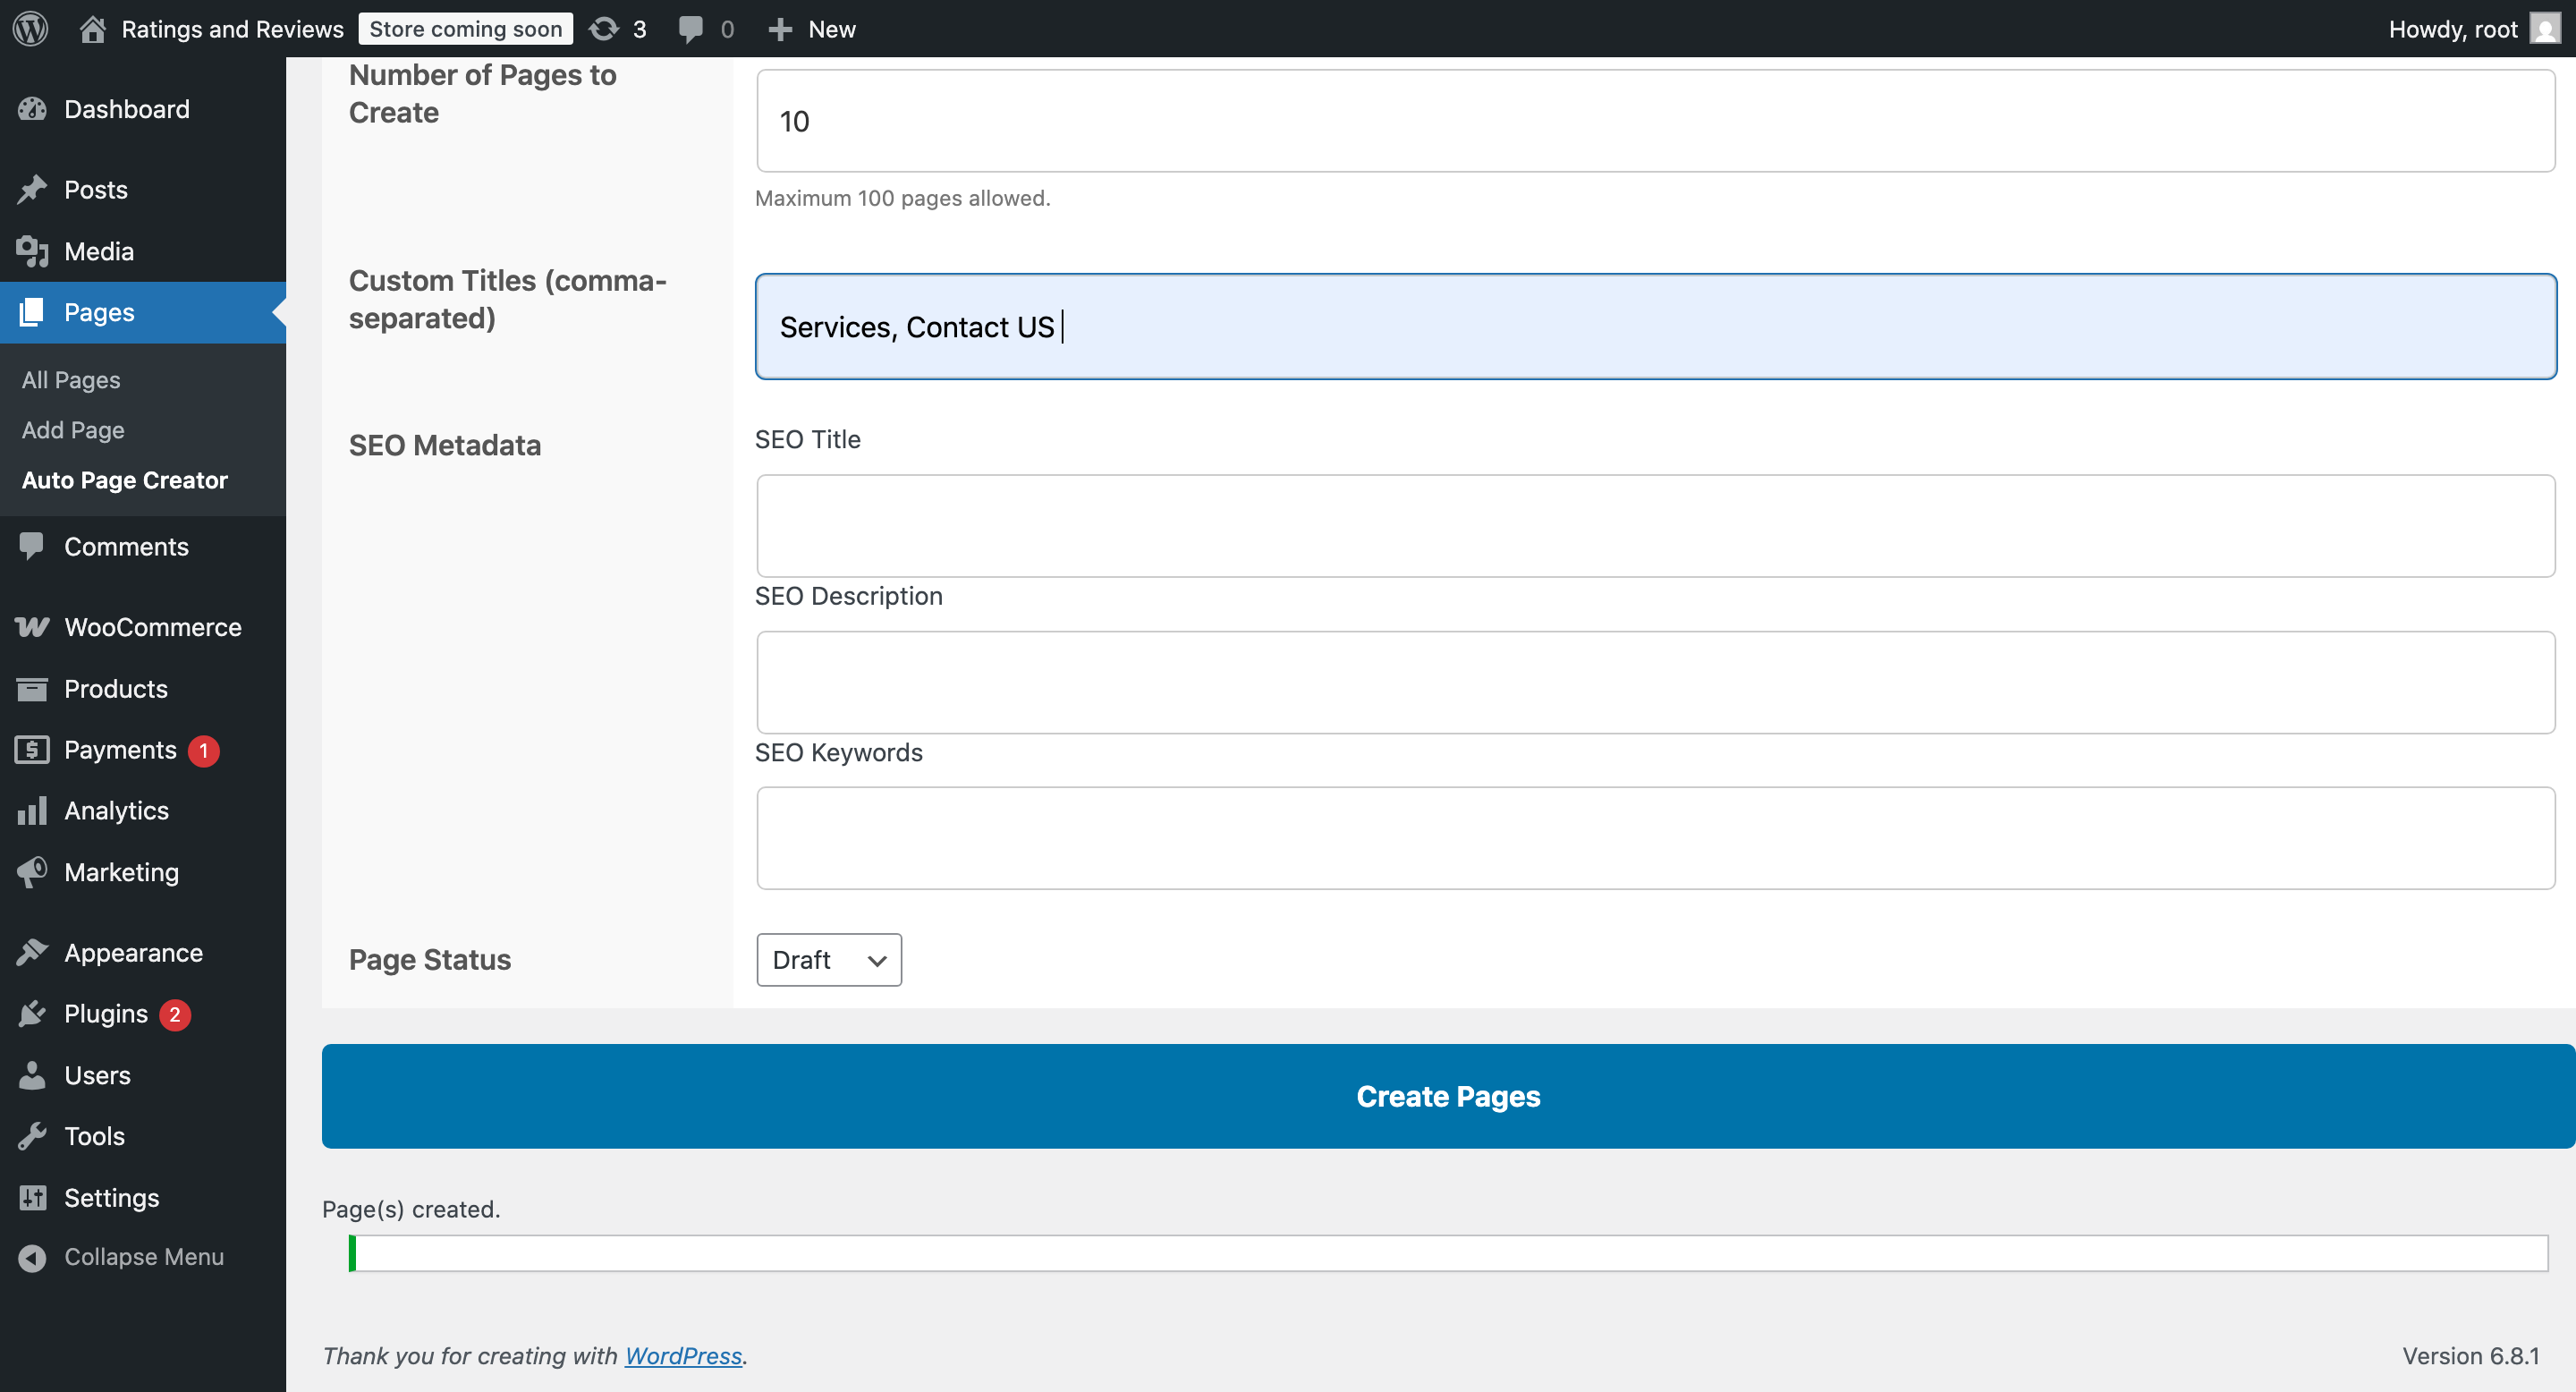 Ratings and Reviews Store coming soon 3 0 New Howdy, root
Dashboard
Posts
Media
Pages
All Pages
Add Page
Auto Page Creator
Comments
WooCommerce
Products
Payments 1
Analytics
Marketing
Appearance
Plugins 2
Users
Tools
Settings
Collapse Menu
Number of Pages to
Create
10
Maximum 100 pages allowed.
Custom Titles (comma-
separated)
Services, Contact US
SEO Metadata
SEO Title
SEO Description
SEO Keywords
Page Status
Draft
Create Pages
Page(s) created.
Thank you for creating with WordPress.
Version 6.8.1